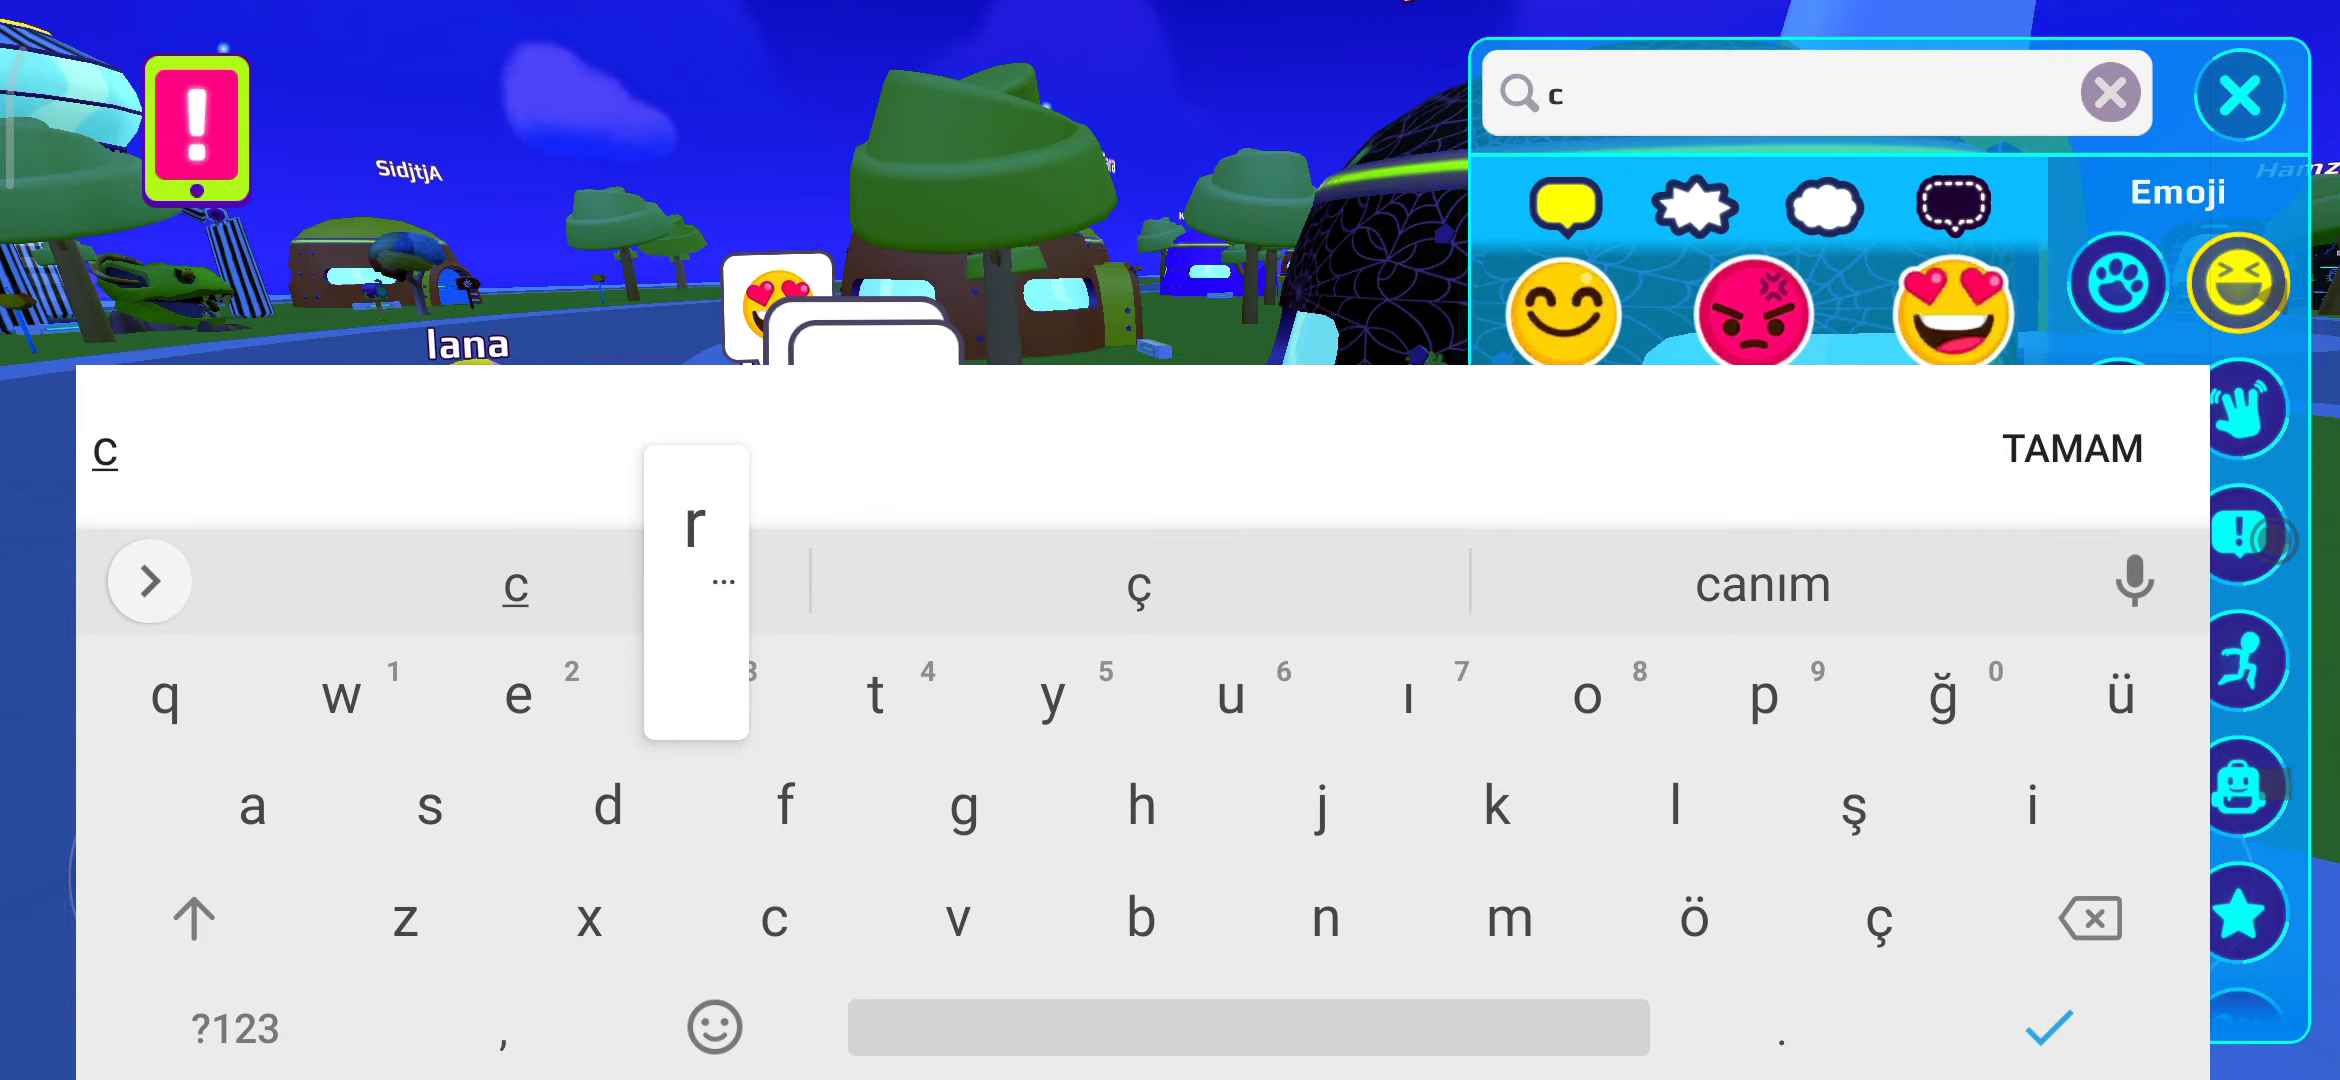 c
SidjtjA
Emoji
lana
c
TAMAM
r
...
c
ç
canım
q w 1 e 2 3 t 4 y 5 u 6 ı 7 o 8 p 9 ğ 0 ü
a s d f g h j k l ş i
z x c v b n m ö ç
?123 , .